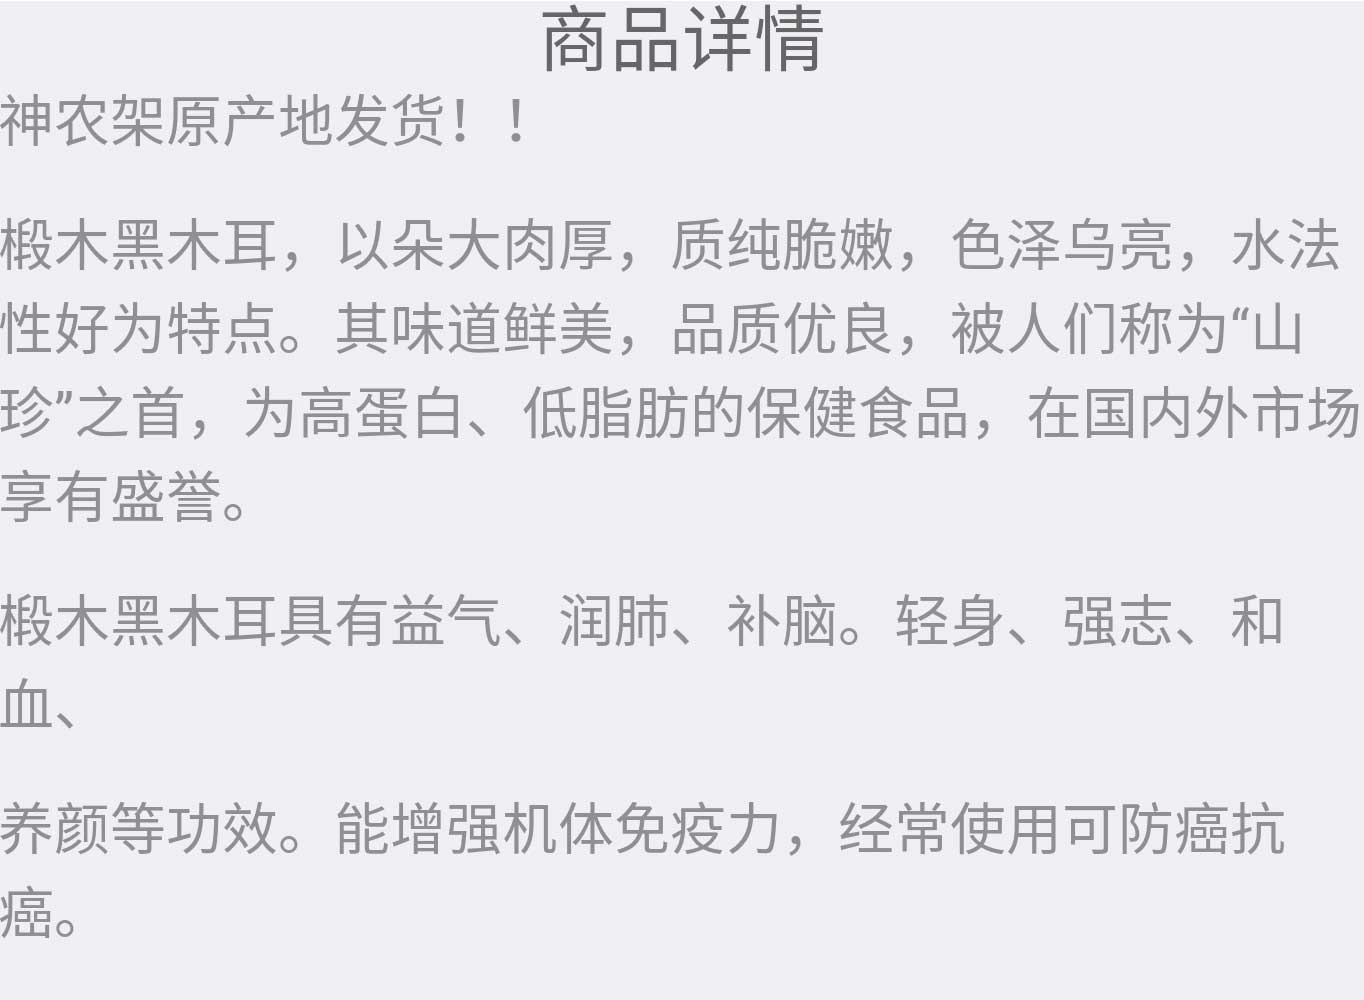 商品详情
神农架原产地发货！！
椴木黑木耳，以朵大肉厚，质纯脆嫩，色泽乌亮，水法
性好为特点。其味道鲜美，品质优良，被人们称为“山
珍”之首，为高蛋白、低脂肪的保健食品，在国内外市场
享有盛誉。
椴木黑木耳具有益气、润肺、补脑。轻身、强志、和
血、
养颜等功效。能增强机体免疫力，经常使用可防癌抗
癌。